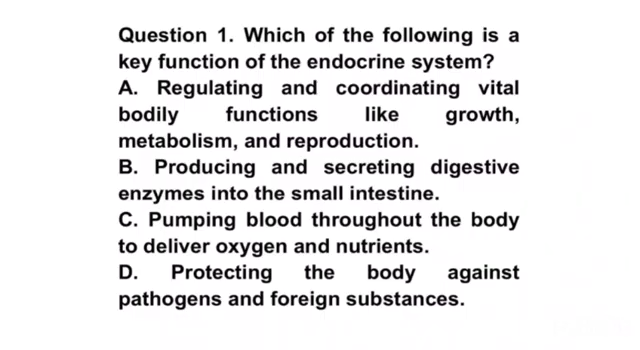 Question 1. Which of the following is a
key function of the endocrine system?
A. Regulating and coordinating vital
bodily functions like growth,
metabolism, and reproduction.
B. Producing and secreting digestive
enzymes into the small intestine.
C. Pumping blood throughout the body
to deliver oxygen and nutrients.
D. Protecting the body against
pathogens and foreign substances.